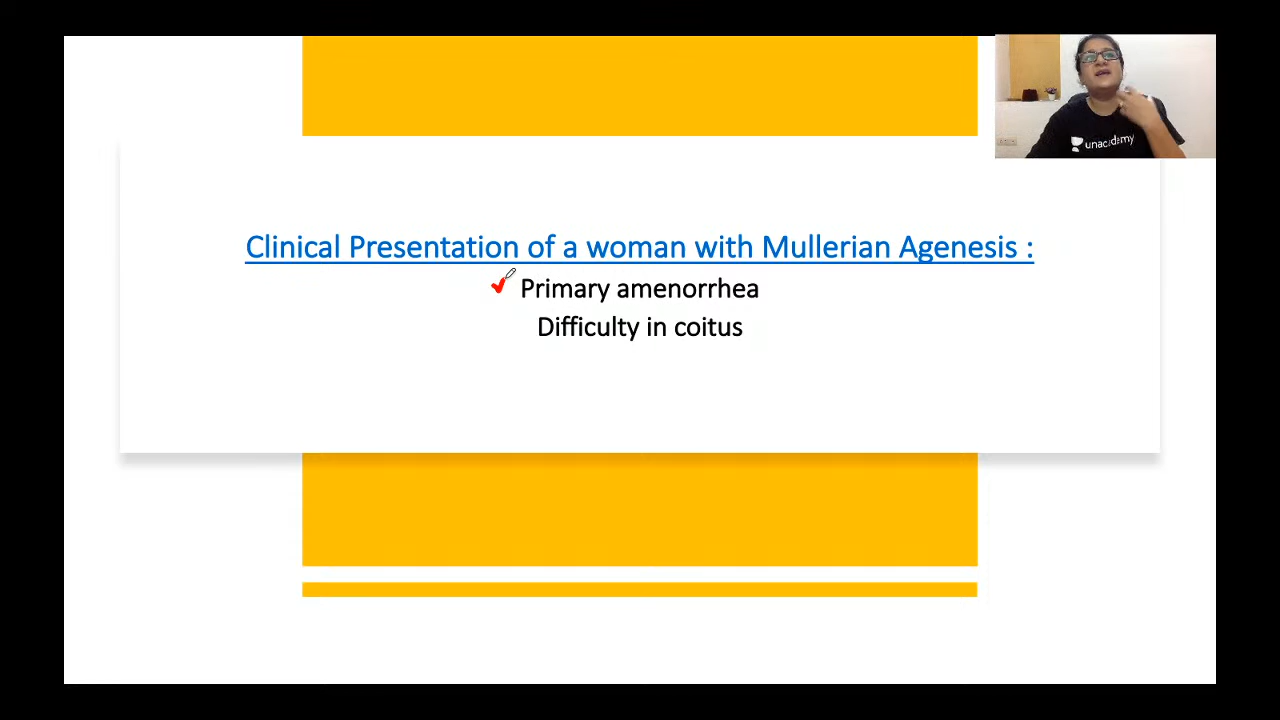 Clinical Presentation of a woman with Mullerian Agenesis :
Primary amenorrhea
Difficulty in coitus
unacademy